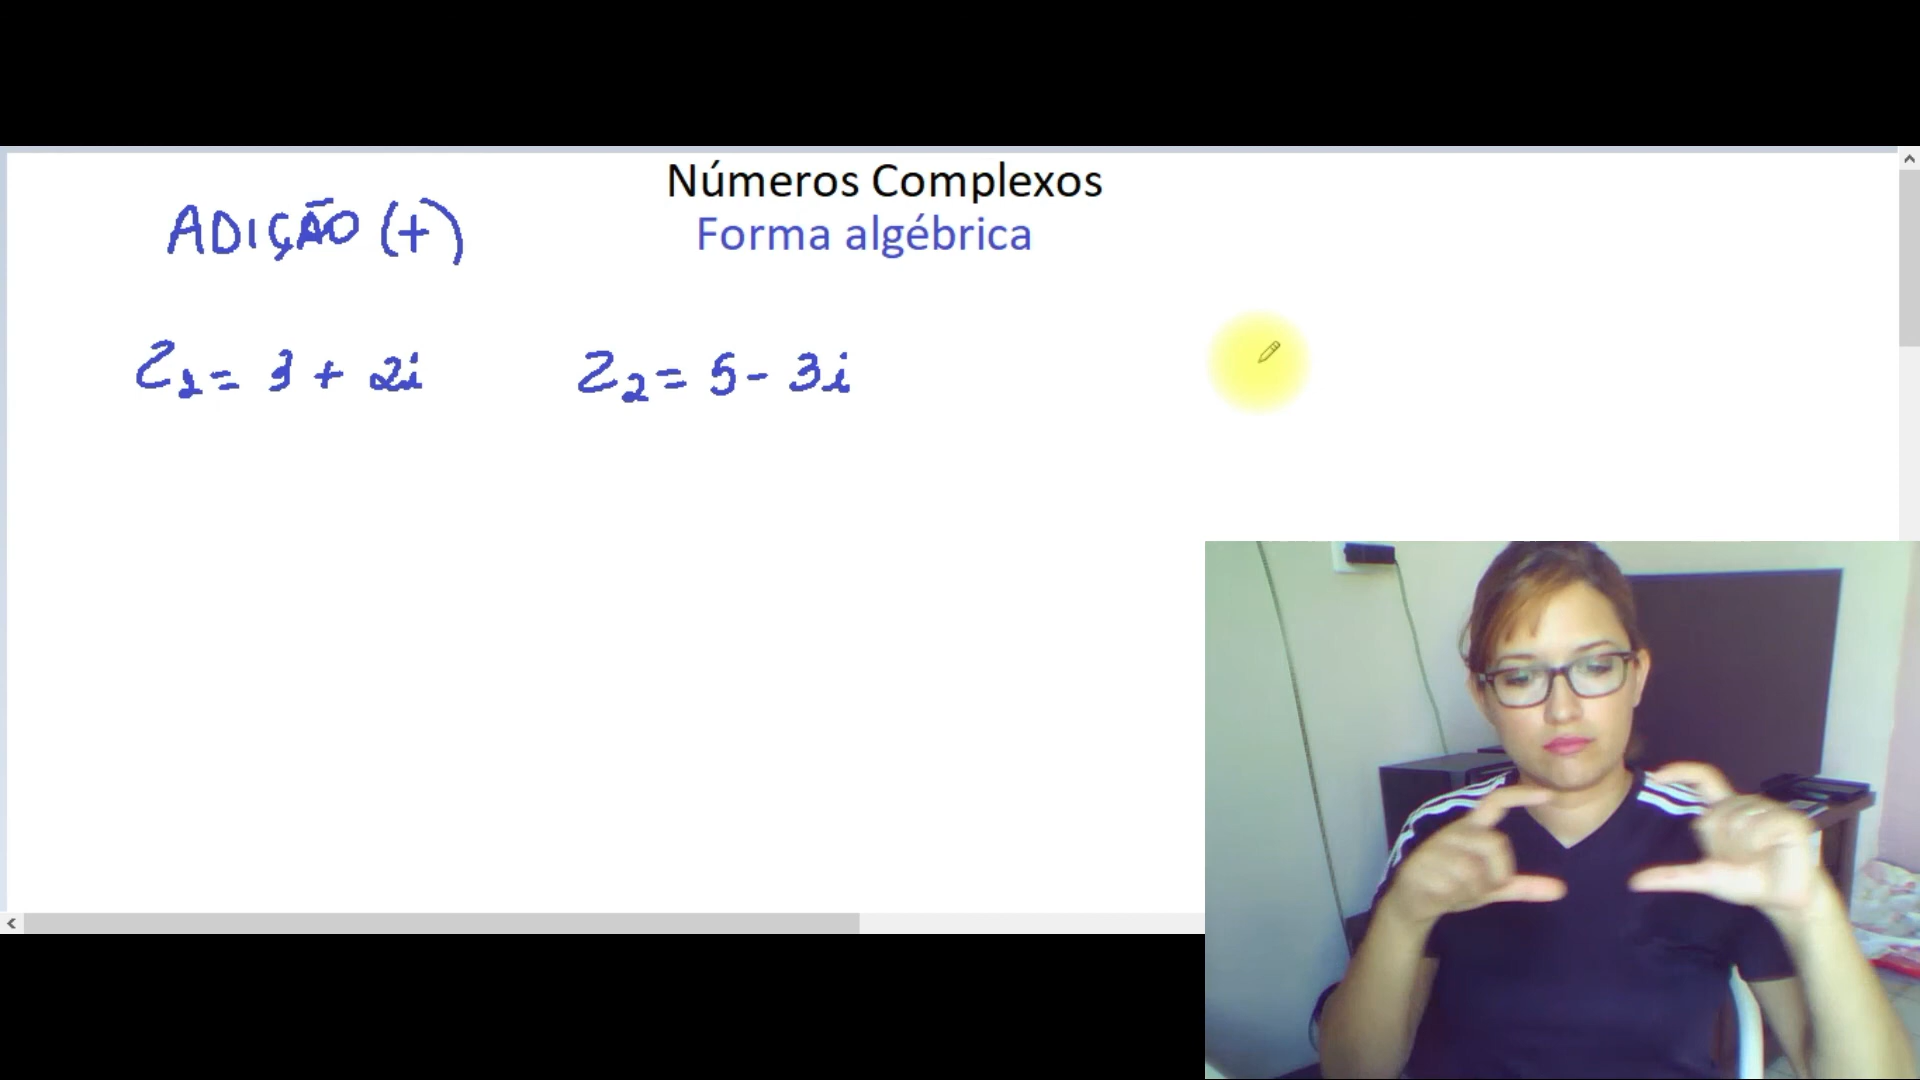 Números Complexos
ADIÇÃO (+)
Forma algébrica
Z₁ = 3 + 2i
Z₂ = 5 - 3i